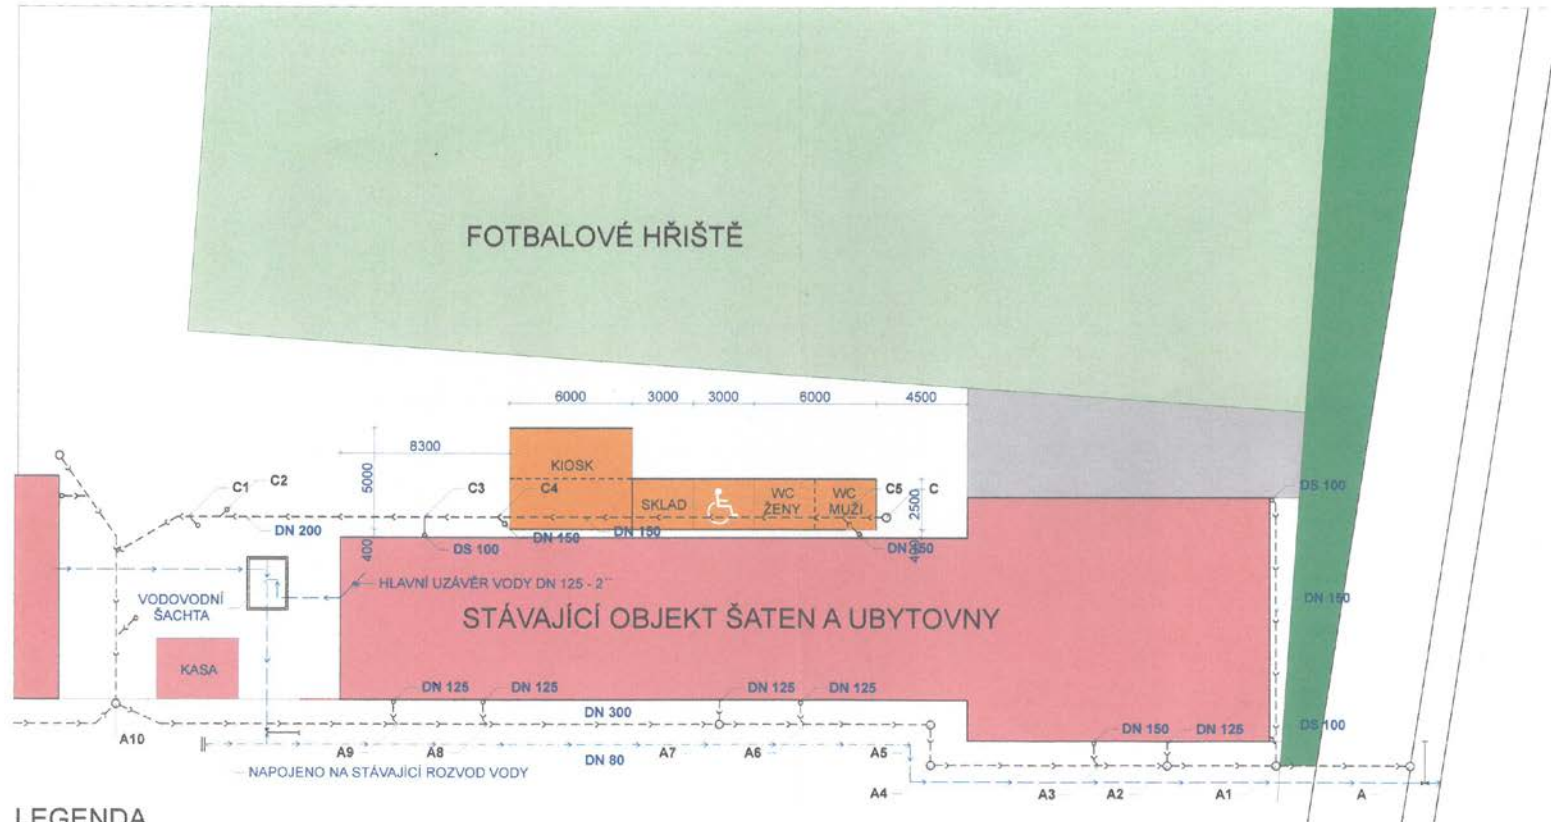 FOTBALOVÉ HŘIŠTĚ
6000
3000
3000
6000
4500
8300
5000
KIOSK
SKLAD
WC
ŽENY
WC
MUŽI
2500
C1
C2
C3
C4
C5
C
DS 100
DN 200
DN 150
DN 150
DS 100
400
HLAVNÍ UZÁVĚR VODY DN 125 - 2"
VODOVODNÍ
ŠACHTA
STÁVAJÍCÍ OBJEKT ŠATEN A UBYTOVNY
DN 150
KASA
DN 125
DN 125
DN 125
DN 125
DN 300
DN 150
DN 125
DS 100
A10
A9
A8
DN 80
A7
A6
A5
NAPOJENO NA STÁVAJÍCÍ ROZVOD VODY
A4
A3
A2
A1
A
LEGENDA